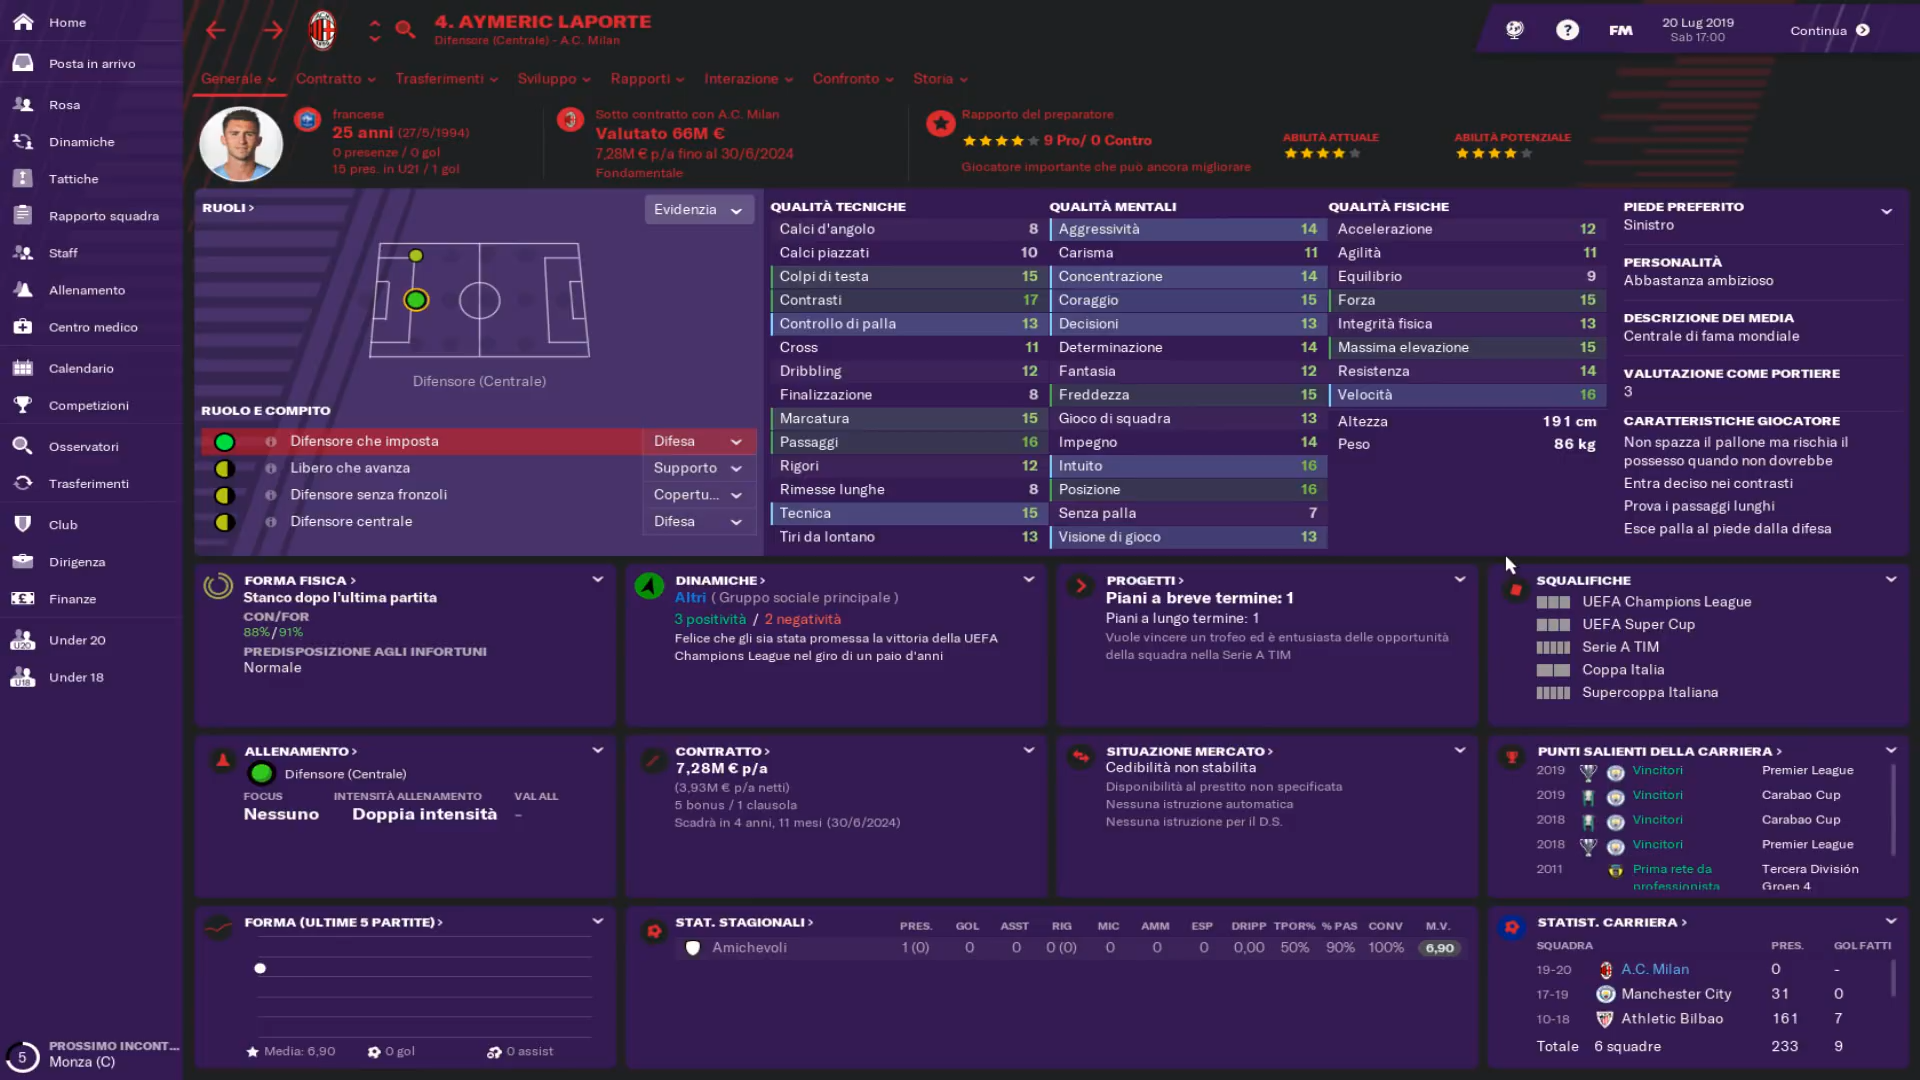 Home
Posta in arrivo
Rosa
Dinamiche
Tattiche
Rapporto squadra
Staff
Allenamento
Centro medico
Calendario
Competizioni
Osservatori
Trasferimenti
Club
Dirigenza
Finanze
U20 Under 20
U18 Under 18
5 PROSSIMO INCONT...
Monza (C)
4. AYMERIC LAPORTE
Difensore (Centrale) - A.C. Milan
FM
20 Lug 2019
Sab 17:00
Continua
Generale Contratto Trasferimenti Sviluppo Rapporti Interazione Confronto Storia
francese
25 anni (27/5/1994)
0 presenze / 0 gol
15 pres. in U21 / 1 gol
Sotto contratto con A.C. Milan
Valutato 66M €
7,28M € p/a fino al 30/6/2024
Fondamentale
Rapporto del preparatore
9 Pro/ 0 Contro
Giocatore importante che può ancora migliorare
ABILITÀ ATTUALE
ABILITÀ POTENZIALE
RUOLI >
Evidenzia
Difensore (Centrale)
RUOLO E COMPITO
Difensore che imposta Difesa
Libero che avanza Supporto
Difensore senza fronzoli Copertu...
Difensore centrale Difesa
QUALITÀ TECNICHE
Calci d'angolo 8
Calci piazzati 10
Colpi di testa 15
Contrasti 17
Controllo di palla 13
Cross 11
Dribbling 12
Finalizzazione 8
Marcatura 15
Passaggi 16
Rigori 12
Rimesse lunghe 8
Tecnica 15
Tiri da lontano 13
QUALITÀ MENTALI
Aggressività 14
Carisma 11
Concentrazione 14
Coraggio 15
Decisioni 13
Determinazione 14
Fantasia 12
Freddezza 15
Gioco di squadra 13
Impegno 14
Intuito 16
Posizione 16
Senza palla 7
Visione di gioco 13
QUALITÀ FISICHE
Accelerazione 12
Agilità 11
Equilibrio 9
Forza 15
Integrità fisica 13
Massima elevazione 15
Resistenza 14
Velocità 16
Altezza 191 cm
Peso 86 kg
PIEDE PREFERITO
Sinistro
PERSONALITÀ
Abbastanza ambizioso
DESCRIZIONE DEI MEDIA
Centrale di fama mondiale
VALUTAZIONE COME PORTIERE
3
CARATTERISTICHE GIOCATORE
Non spazza il pallone ma rischia il
possesso quando non dovrebbe
Entra deciso nei contrasti
Prova i passaggi lunghi
Esce palla al piede dalla difesa
FORMA FISICA >
Stanco dopo l'ultima partita
CON/FOR
88%/91%
PREDISPOSIZIONE AGLI INFORTUNI
Normale
DINAMICHE >
Altri ( Gruppo sociale principale )
3 positività / 2 negatività
Felice che gli sia stata promessa la vittoria della UEFA
Champions League nel giro di un paio d'anni
PROGETTI >
Piani a breve termine: 1
Piani a lungo termine: 1
Vuole vincere un trofeo ed è entusiasta delle opportunità
della squadra nella Serie A TIM
SQUALIFICHE
UEFA Champions League
UEFA Super Cup
Serie A TIM
Coppa Italia
Supercoppa Italiana
ALLENAMENTO >
Difensore (Centrale)
FOCUS INTENSITÀ ALLENAMENTO VAL ALL
Nessuno Doppia intensità -
CONTRATTO >
7,28M € p/a
(3,93M € p/a netti)
5 bonus / 1 clausola
Scadrà in 4 anni, 11 mesi (30/6/2024)
SITUAZIONE MERCATO >
Cedibilità non stabilita
Disponibilità al prestito non specificata
Nessuna istruzione automatica
Nessuna istruzione per il D.S.
PUNTI SALIENTI DELLA CARRIERA >
2019 Vincitori Premier League
2019 Vincitori Carabao Cup
2018 Vincitori Carabao Cup
2018 Vincitori Premier League
2011 Prima rete da Tercera División
professionista Groep 4
FORMA (ULTIME 5 PARTITE) >
Media: 6,90 0 gol 0 assist
STAT. STAGIONALI > PRES. GOL ASST RIG MIC AMM ESP DRIPP TPOR% % PAS CONV M.V.
Amichevoli 1 (0) 0 0 0 (0) 0 0 0 0,00 50% 90% 100% 6,90
STATIST. CARRIERA >
SQUADRA PRES. GOL FATTI
19-20 A.C. Milan 0 -
17-19 Manchester City 31 0
10-18 Athletic Bilbao 161 7
Totale 6 squadre 233 9